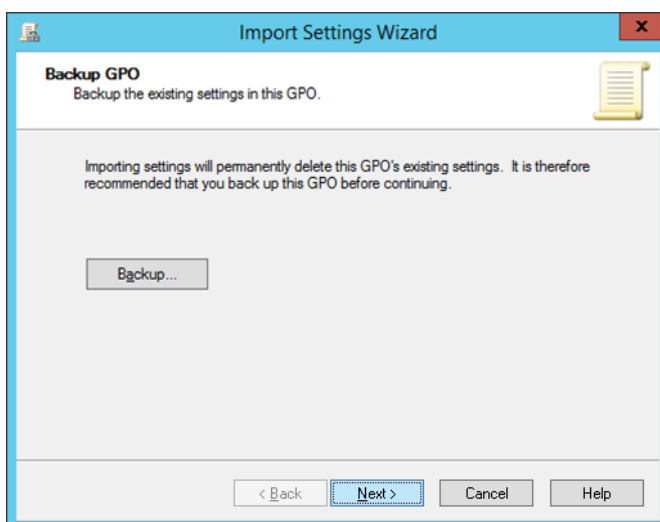 Import Settings Wizard
x
Backup GPO
Backup the existing settings in this GPO.
Importing settings will permanently delete this GPO's existing settings.  It is therefore
recommended that you back up this GPO before continuing.
Backup...
< Back
Next >
Cancel
Help